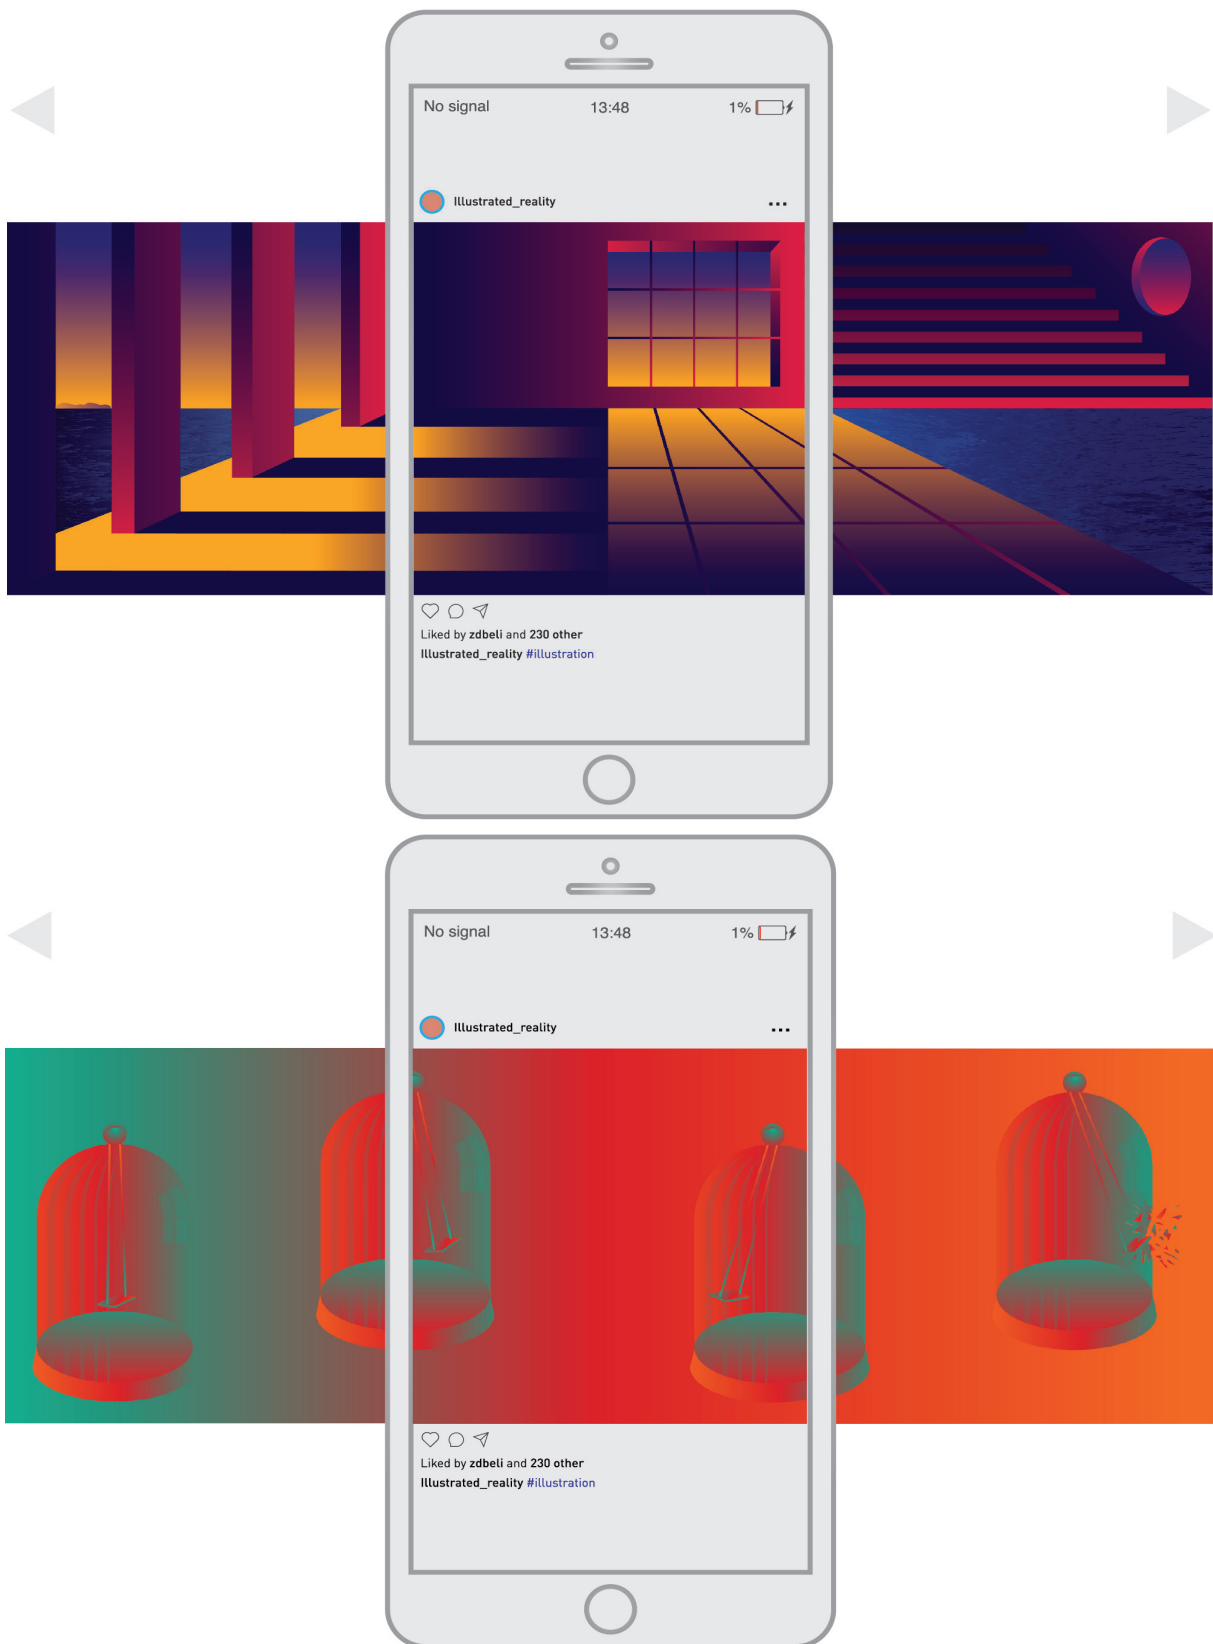 No signal 13:48 1%
Illustrated_reality ...
Liked by zdbeli and 230 other
Illustrated_reality #illustration
No signal 13:48 1%
Illustrated_reality ...
Liked by zdbeli and 230 other
Illustrated_reality #illustration